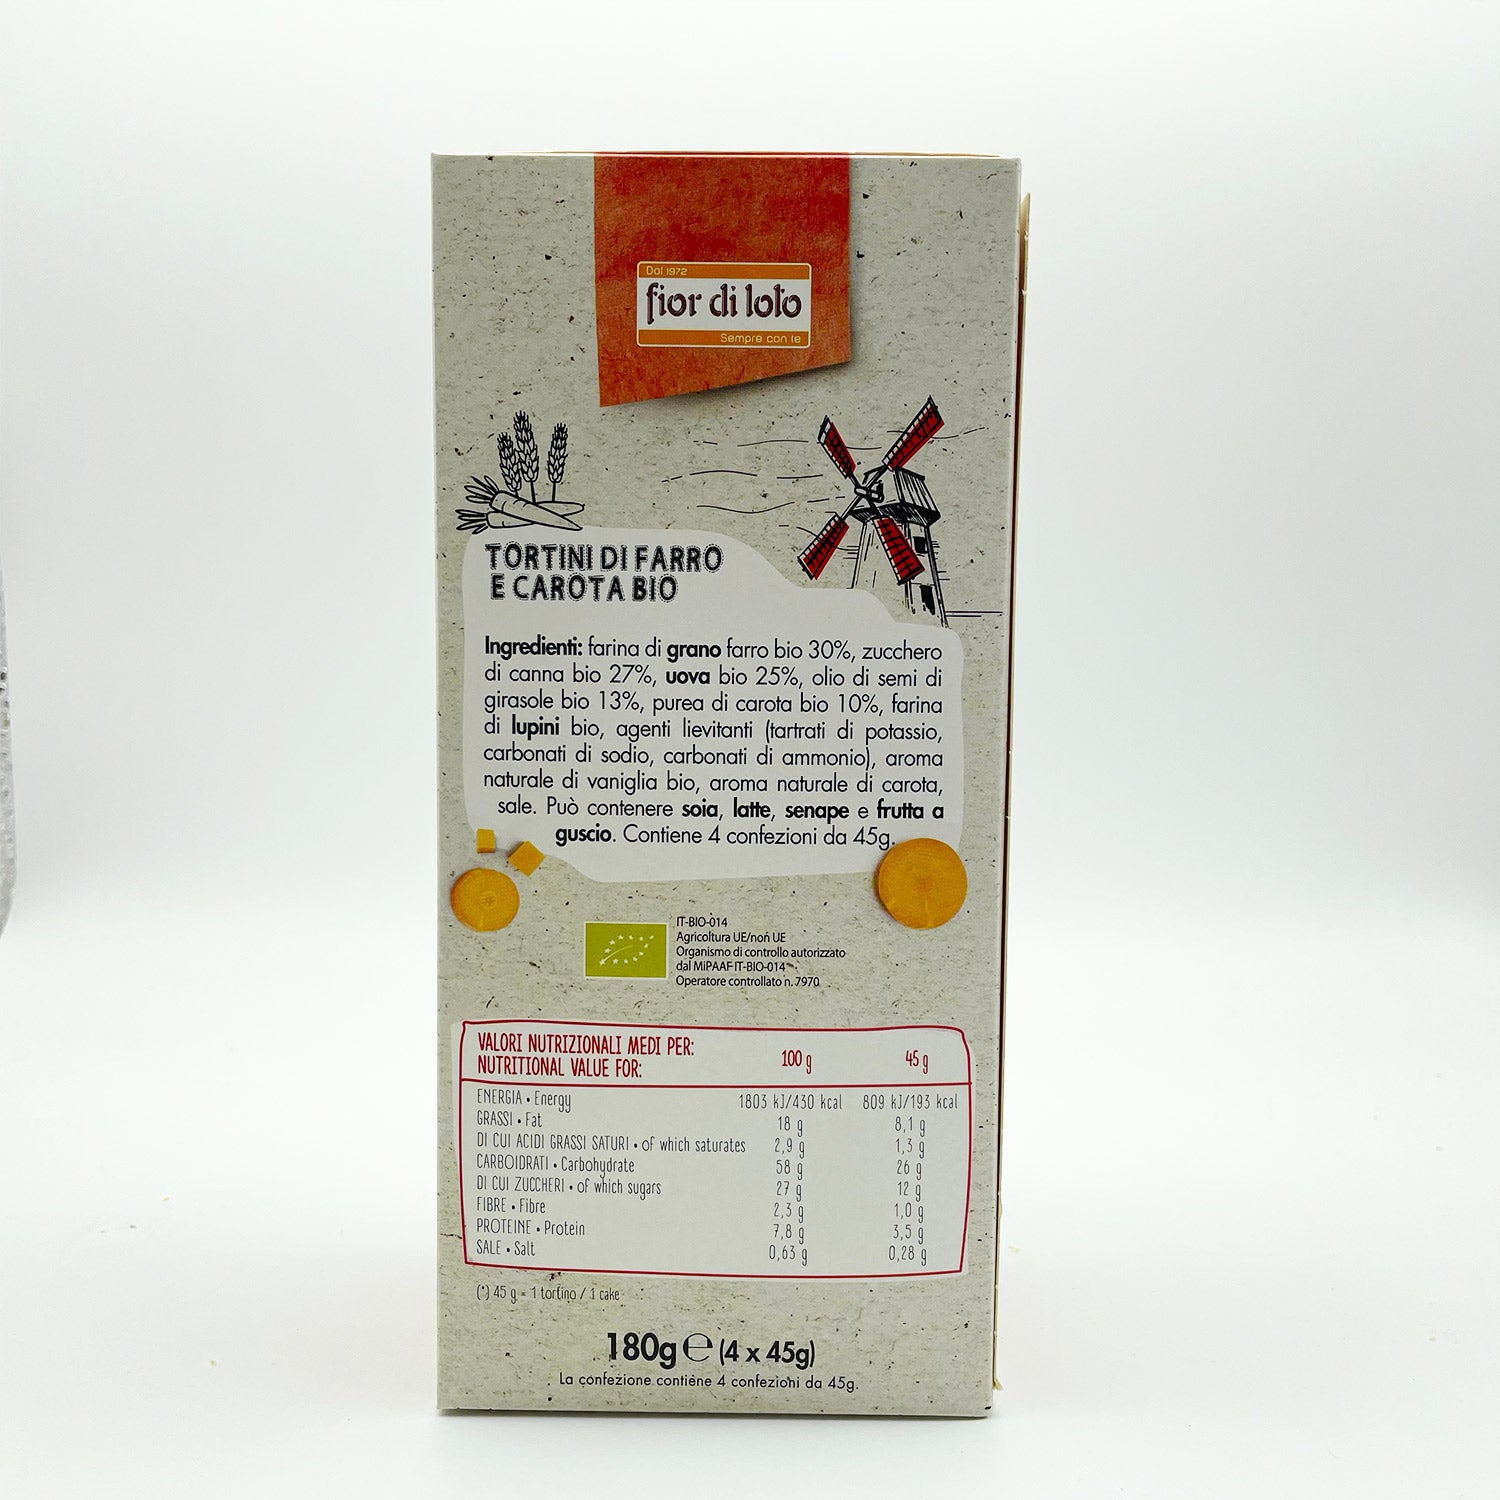 Dal 1972
fior di loto
Sempre con te
TORTINI DI FARRO
E CAROTA BIO
Ingredienti: farina di grano farro bio 30%, zucchero
di canna bio 27%, uova bio 25%, olio di semi di
girasole bio 13%, purea di carota bio 10%, farina
di lupini bio, agenti lievitanti (tartrati di potassio,
carbonati di sodio, carbonati di ammonio), aroma
naturale di vaniglia bio, aroma naturale di carota,
sale. Può contenere soia, latte, senape e frutta a
guscio. Contiene 4 confezioni da 45g.
IT-BIO-014
Agricoltura UE/non UE
Organismo di controllo autorizzato
dal MiPAAF IT-BIO-014
Operatore controllato n. 7970
VALORI NUTRIZIONALI MEDI PER:
NUTRITIONAL VALUE FOR: 100 g 45 g
ENERGIA • Energy 1803 kJ/430 kcal 809 kJ/193 kcal
GRASSI • Fat 18 g 8,1 g
DI CUI ACIDI GRASSI SATURI • of which saturates 2,9 g 1,3 g
CARBOIDRATI • Carbohydrate 58 g 26 g
DI CUI ZUCCHERI • of which sugars 27 g 12 g
FIBRE • Fibre 2,3 g 1,0 g
PROTEINE • Protein 7,8 g 3,5 g
SALE • Salt 0,63 g 0,28 g
(*) 45 g = 1 tortino / 1 cake
180g ℮ (4 x 45g)
La confezione contiene 4 confezioni da 45g.